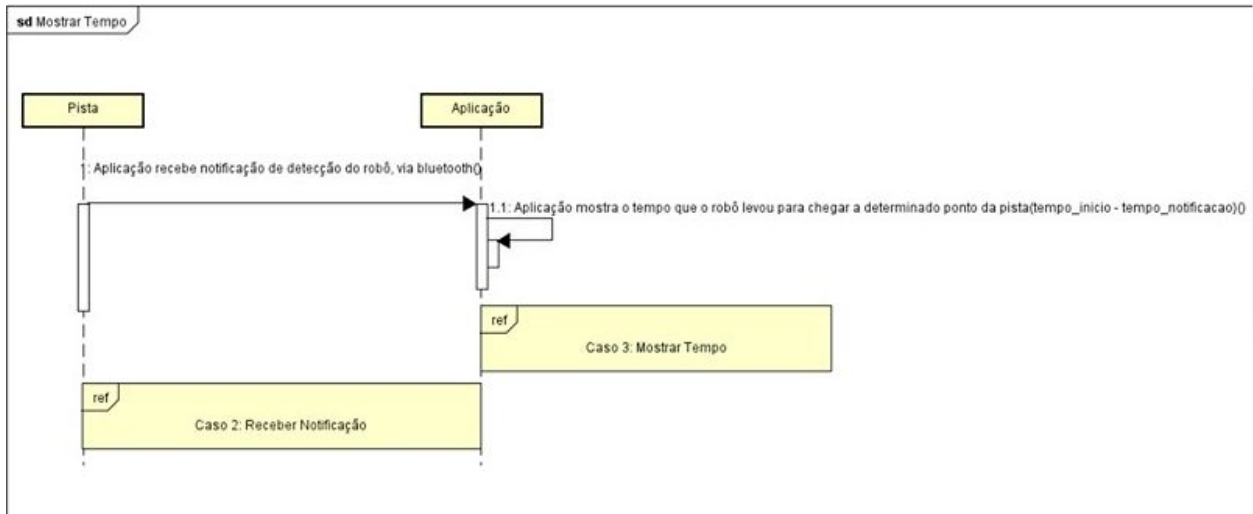 sd Mostrar Tempo
Pista
Aplicação
1: Aplicação recebe notificação de detecção do robô, via bluetooth()
1.1: Aplicação mostra o tempo que o robô levou para chegar a determinado ponto da pista(tempo_inicio - tempo_notificacao)()
ref
Caso 3: Mostrar Tempo
ref
Caso 2: Receber Notificação